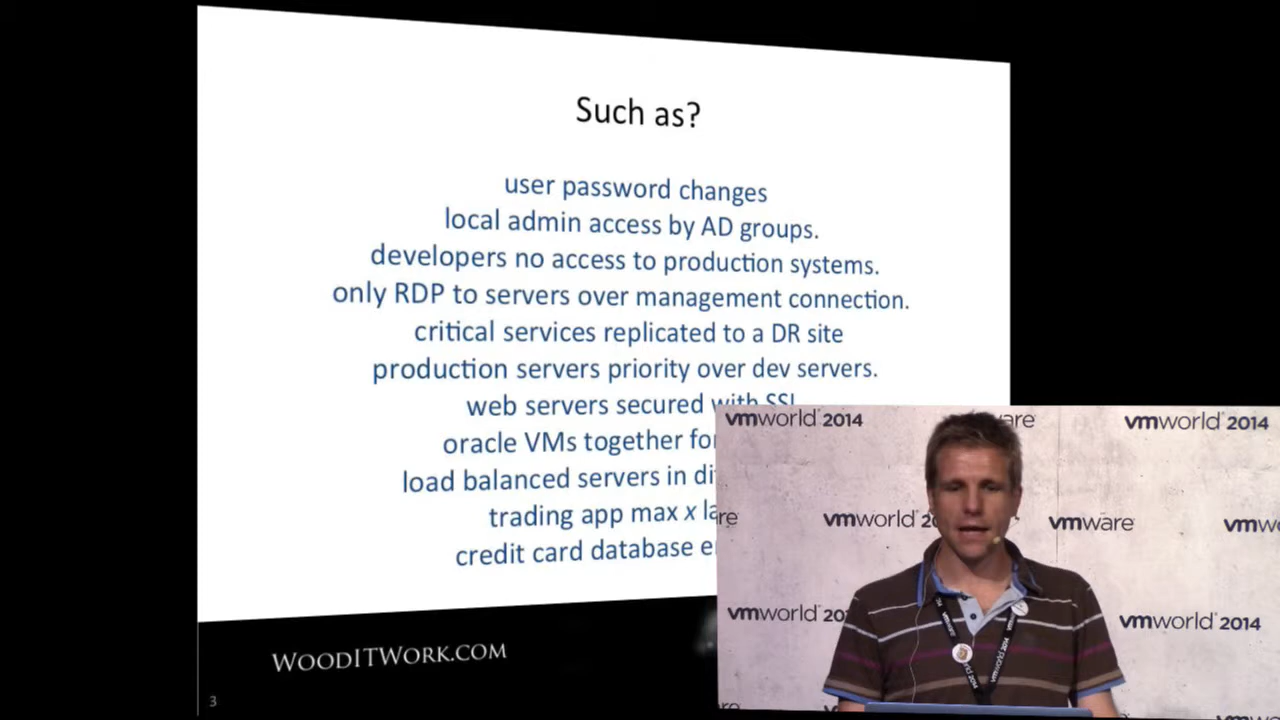 Such as?
user password changes
local admin access by AD groups.
developers no access to production systems.
only RDP to servers over management connection.
critical services replicated to a DR site
production servers priority over dev servers.
web servers secured with SSL
oracle VMs together for
load balanced servers in
trading app max x
credit card database
WOODITWORK.COM
3
vmworld 2014
vmworld 2014
vmworld
vmware
vmworld 2014
2014